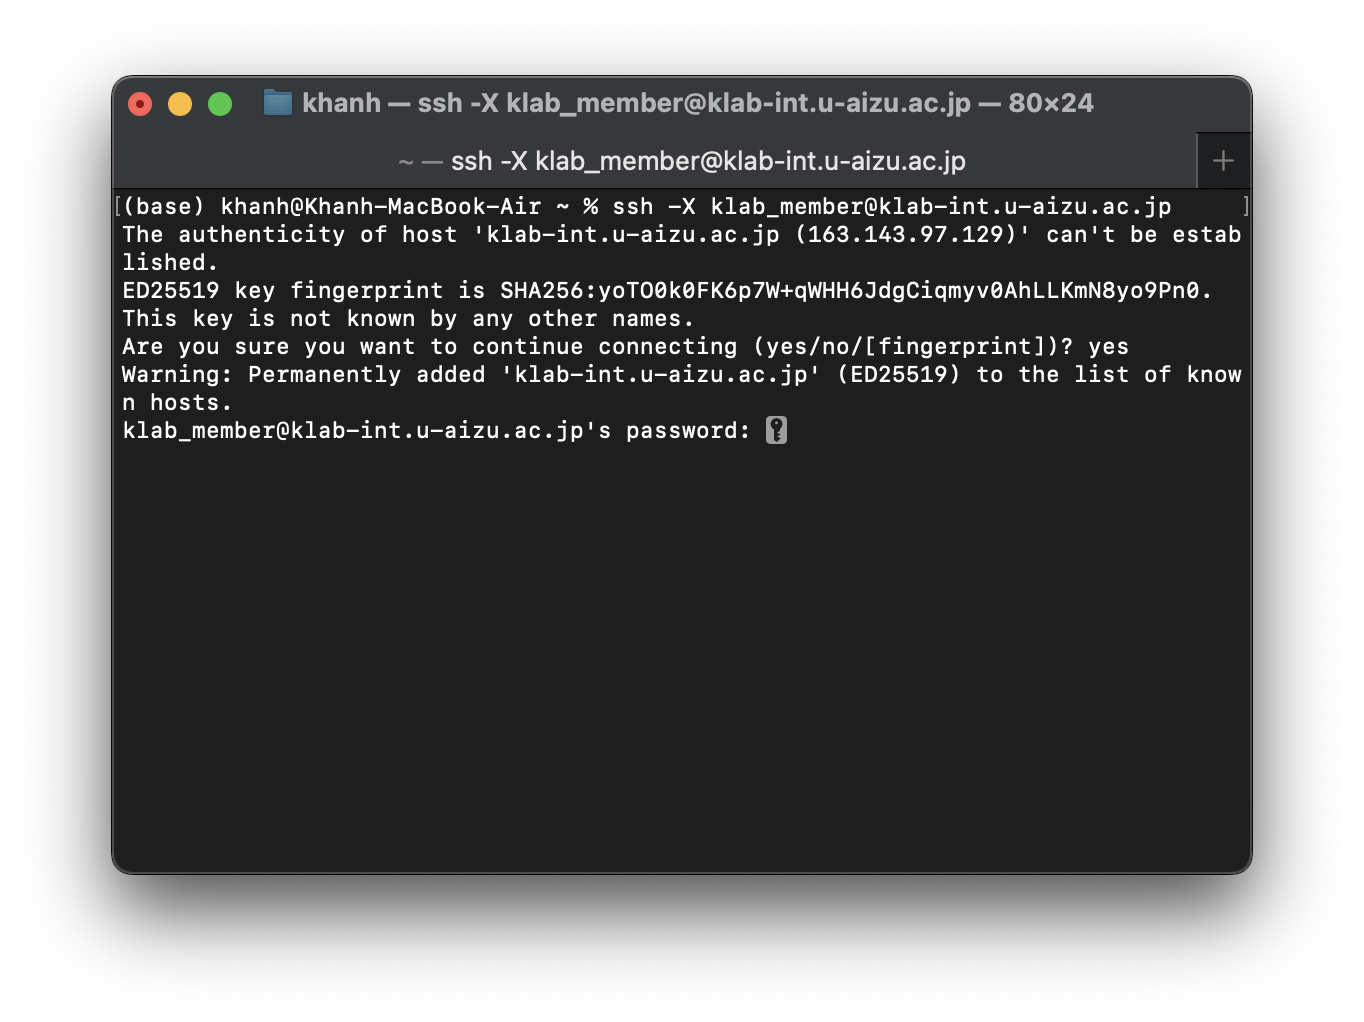 khanh — ssh -X klab_member@klab-int.u-aizu.ac.jp — 80×24
~ — ssh -X klab_member@klab-int.u-aizu.ac.jp
[(base) khanh@Khanh-MacBook-Air ~ % ssh -X klab_member@klab-int.u-aizu.ac.jp ]
The authenticity of host 'klab-int.u-aizu.ac.jp (163.143.97.129)' can't be estab
lished.
ED25519 key fingerprint is SHA256:yoTO0k0FK6p7W+qWHH6JdgCiqmyv0AhLLKmN8yo9Pn0.
This key is not known by any other names.
Are you sure you want to continue connecting (yes/no/[fingerprint])? yes
Warning: Permanently added 'klab-int.u-aizu.ac.jp' (ED25519) to the list of know
n hosts.
klab_member@klab-int.u-aizu.ac.jp's password: